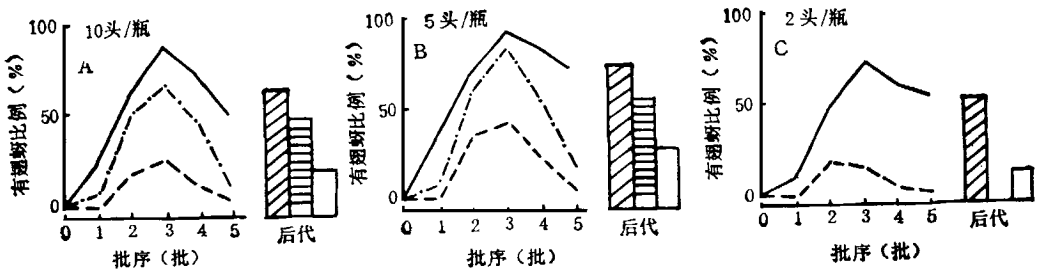 10头/瓶
A
有翅蚜比例（%）
100
50
0
0 1 2 3 4 5
批序（批）
后代
5头/瓶
B
有翅蚜比例（%）
100
50
0
0 1 2 3 4 5
批序（批）
后代
2头/瓶
C
有翅蚜比例（%）
100
50
0
0 1 2 3 4 5
批序（批）
后代